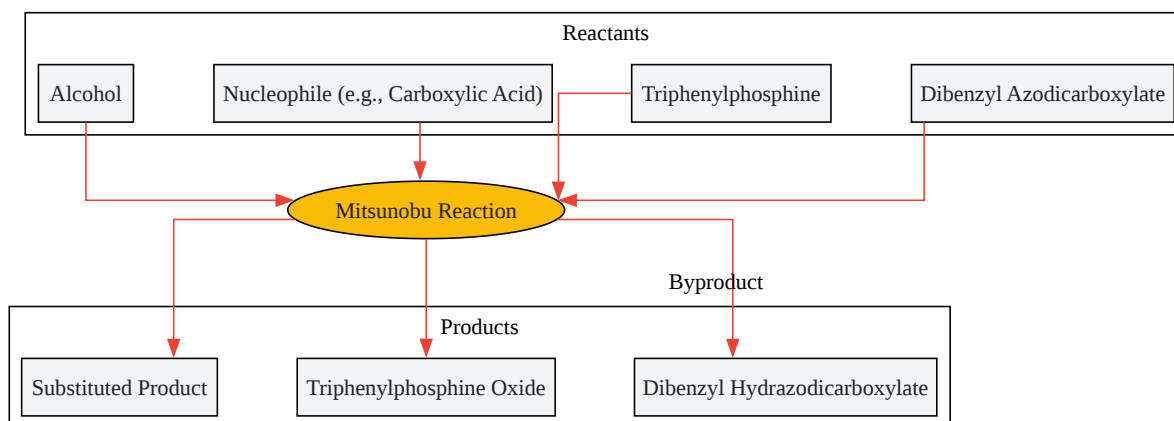 Reactants
Alcohol
Nucleophile (e.g., Carboxylic Acid)
Triphenylphosphine
Dibenzyl Azodicarboxylate
Mitsunobu Reaction
Byproduct
Products
Substituted Product
Triphenylphosphine Oxide
Dibenzyl Hydrazodicarboxylate